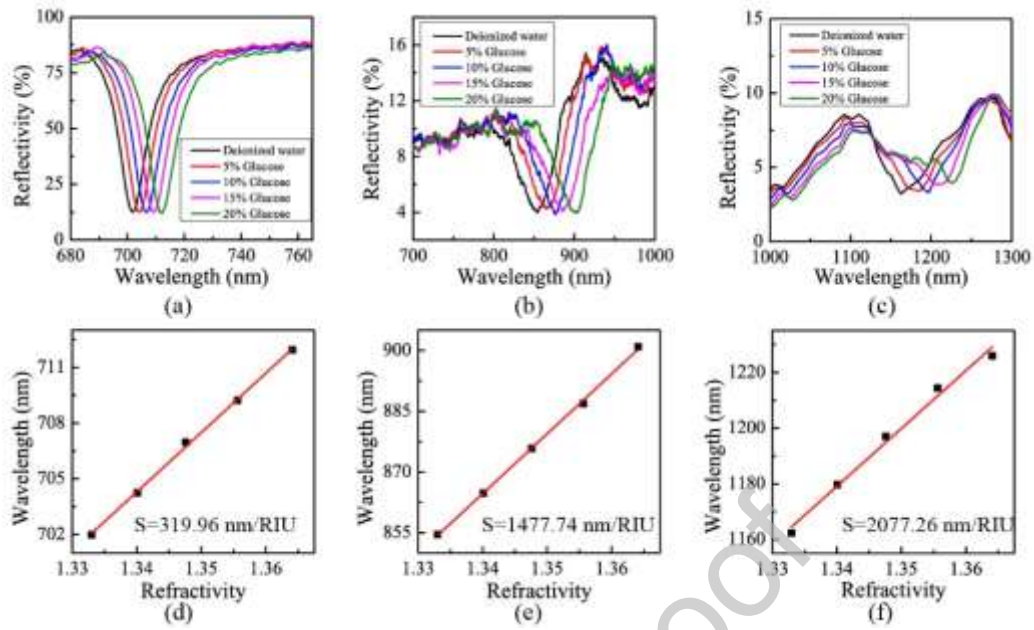 100
75
50
25
0
680 700 720 740 760
Reflectivity (%)
Wavelength (nm)
Deionized water
5% Glucose
10% Glucose
15% Glucose
20% Glucose
(a)
16
12
8
4
700 800 900 1000
Reflectivity (%)
Wavelength (nm)
Deionized water
5% Glucose
10% Glucose
15% Glucose
20% Glucose
(b)
15
10
5
0
1000 1100 1200 1300
Reflectivity (%)
Wavelength (nm)
Deionized water
5% Glucose
10% Glucose
15% Glucose
20% Glucose
(c)
711
708
705
702
1.33 1.34 1.35 1.36
Wavelength (nm)
Refractivity
S=319.96 nm/RIU
(d)
900
885
870
855
1.33 1.34 1.35 1.36
Wavelength (nm)
Refractivity
S=1477.74 nm/RIU
(e)
1220
1200
1180
1160
1.33 1.34 1.35 1.36
Wavelength (nm)
Refractivity
S=2077.26 nm/RIU
(f)
oof